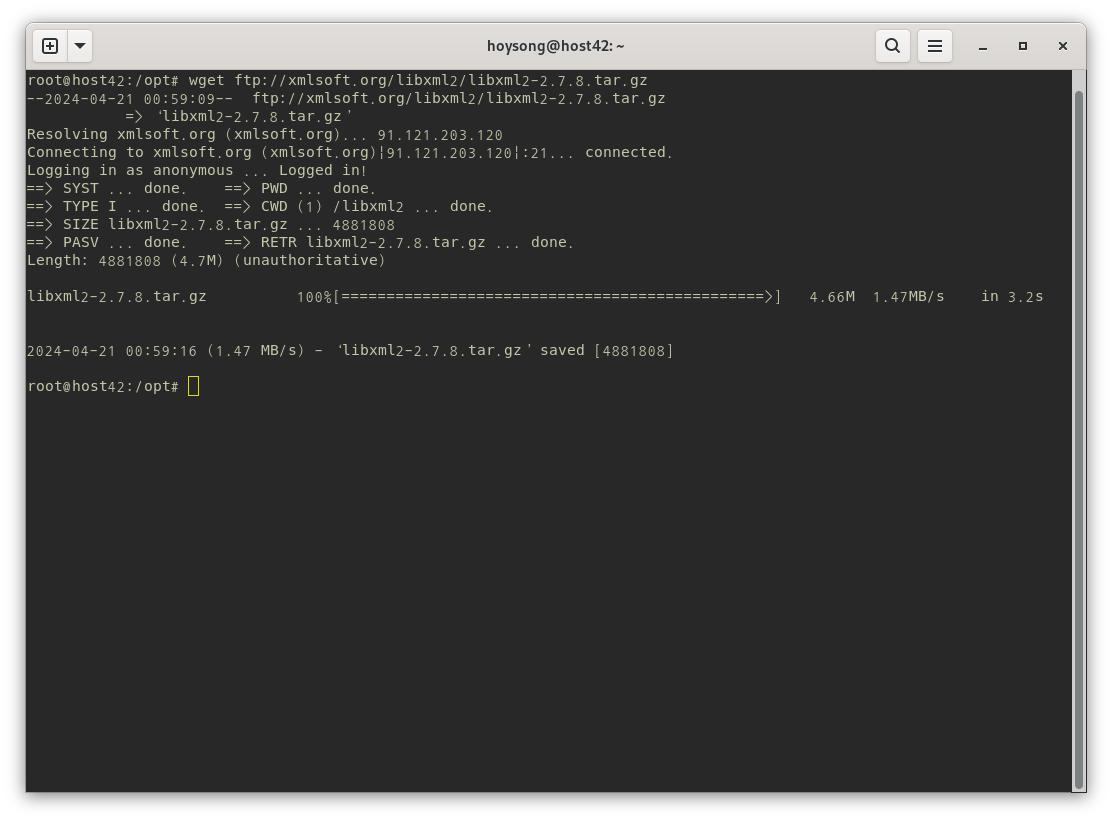 hoysong@host42: ~
root@host42:/opt# wget ftp://xmlsoft.org/libxml2/libxml2-2.7.8.tar.gz
--2024-04-21 00:59:09--  ftp://xmlsoft.org/libxml2/libxml2-2.7.8.tar.gz
           => ‘libxml2-2.7.8.tar.gz’
Resolving xmlsoft.org (xmlsoft.org)... 91.121.203.120
Connecting to xmlsoft.org (xmlsoft.org)|91.121.203.120|:21... connected.
Logging in as anonymous ... Logged in!
==> SYST ... done.    ==> PWD ... done.
==> TYPE I ... done.  ==> CWD (1) /libxml2 ... done.
==> SIZE libxml2-2.7.8.tar.gz ... 4881808
==> PASV ... done.    ==> RETR libxml2-2.7.8.tar.gz ... done.
Length: 4881808 (4.7M) (unauthoritative)
libxml2-2.7.8.tar.gz          100%[===============================================>]   4.66M  1.47MB/s    in 3.2s
2024-04-21 00:59:16 (1.47 MB/s) - ‘libxml2-2.7.8.tar.gz’ saved [4881808]
root@host42:/opt#